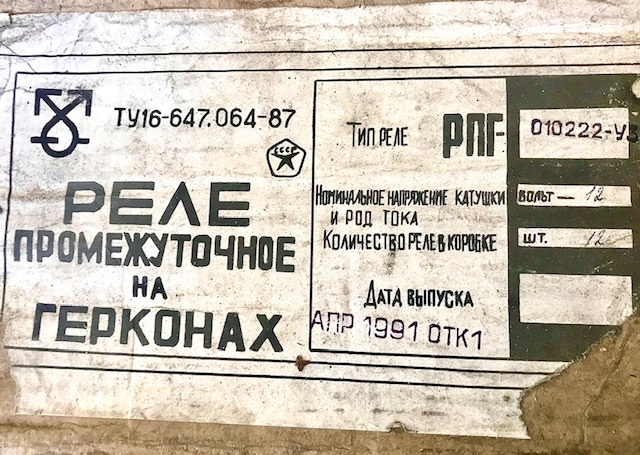 ТУ16-647.064-87
СССР
РЕЛЕ
ПРОМЕЖУТОЧНОЕ
НА
ГЕРКОНАХ
ТИП РЕЛЕ РПГ- 010222-У3
НОМИНАЛЬНОЕ НАПРЯЖЕНИЕ КАТУШКИ ВОЛЬТ — 12
И РОД ТОКА
КОЛИЧЕСТВО РЕЛЕ В КОРОБКЕ ШТ. 12
ДАТА ВЫПУСКА
АПР 1991 ОТК1